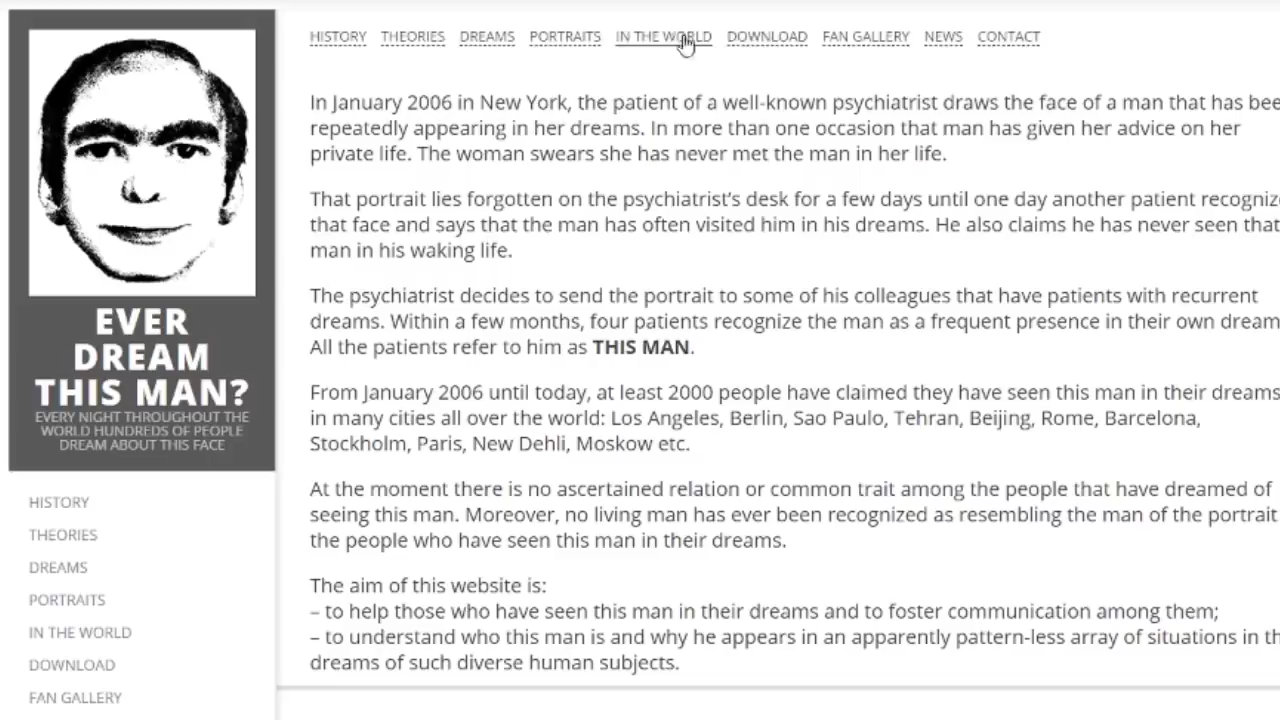 HISTORY THEORIES DREAMS PORTRAITS IN THE WORLD DOWNLOAD FAN GALLERY NEWS CONTACT
EVER
DREAM
THIS MAN?
EVERY NIGHT THROUGHOUT THE
WORLD HUNDREDS OF PEOPLE
DREAM ABOUT THIS FACE
HISTORY
THEORIES
DREAMS
PORTRAITS
IN THE WORLD
DOWNLOAD
FAN GALLERY
In January 2006 in New York, the patient of a well-known psychiatrist draws the face of a man that has bee
repeatedly appearing in her dreams. In more than one occasion that man has given her advice on her
private life. The woman swears she has never met the man in her life.
That portrait lies forgotten on the psychiatrist's desk for a few days until one day another patient recognize
that face and says that the man has often visited him in his dreams. He also claims he has never seen that
man in his waking life.
The psychiatrist decides to send the portrait to some of his colleagues that have patients with recurrent
dreams. Within a few months, four patients recognize the man as a frequent presence in their own dream
All the patients refer to him as THIS MAN.
From January 2006 until today, at least 2000 people have claimed they have seen this man in their dreams
in many cities all over the world: Los Angeles, Berlin, Sao Paulo, Tehran, Beijing, Rome, Barcelona,
Stockholm, Paris, New Dehli, Moskow etc.
At the moment there is no ascertained relation or common trait among the people that have dreamed of
seeing this man. Moreover, no living man has ever been recognized as resembling the man of the portrait
the people who have seen this man in their dreams.
The aim of this website is:
– to help those who have seen this man in their dreams and to foster communication among them;
– to understand who this man is and why he appears in an apparently pattern-less array of situations in th
dreams of such diverse human subjects.